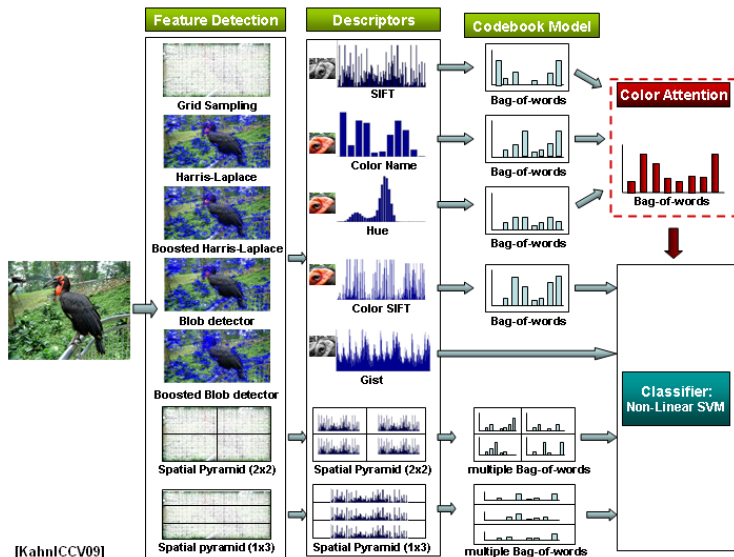 Feature Detection
Descriptors
Codebook Model
Grid Sampling
Harris-Laplace
Boosted Harris-Laplace
Blob detector
Boosted Blob detector
Spatial Pyramid (2x2)
Spatial pyramid (1x3)
SIFT
Color Name
Hue
Color SIFT
Gist
Spatial Pyramid (2x2)
Spatial Pyramid (1x3)
Bag-of-words
Bag-of-words
Bag-of-words
Bag-of-words
multiple Bag-of-words
multiple Bag-of-words
Color Attention
Bag-of-words
Classifier:
Non-Linear SVM
[KahnICCV09]